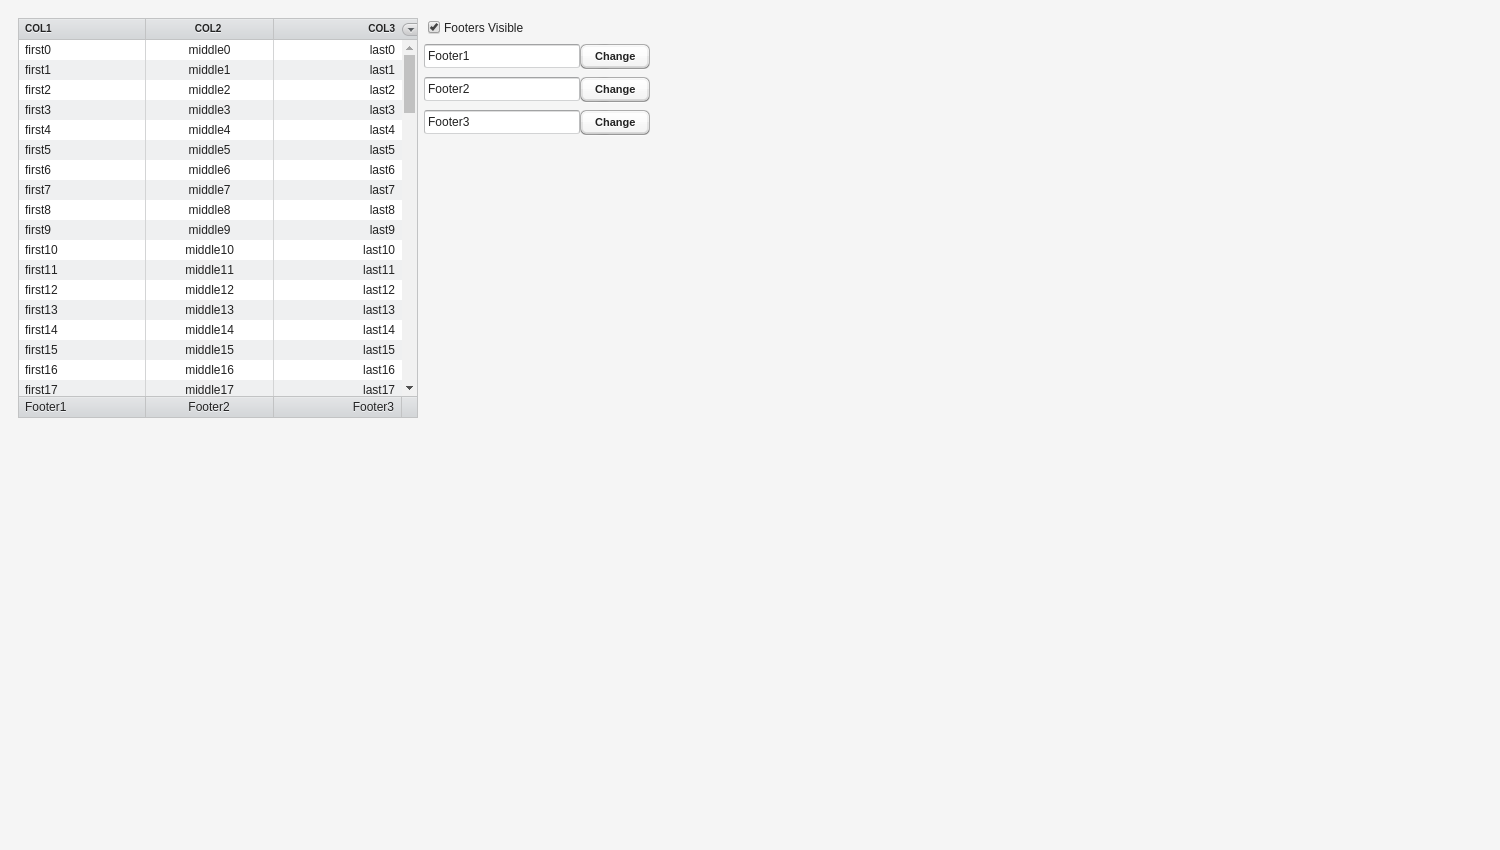 COL1 COL2 COL3
first0 middle0 last0
first1 middle1 last1
first2 middle2 last2
first3 middle3 last3
first4 middle4 last4
first5 middle5 last5
first6 middle6 last6
first7 middle7 last7
first8 middle8 last8
first9 middle9 last9
first10 middle10 last10
first11 middle11 last11
first12 middle12 last12
first13 middle13 last13
first14 middle14 last14
first15 middle15 last15
first16 middle16 last16
first17 middle17 last17
Footer1 Footer2 Footer3
Footers Visible
Footer1 Change
Footer2 Change
Footer3 Change